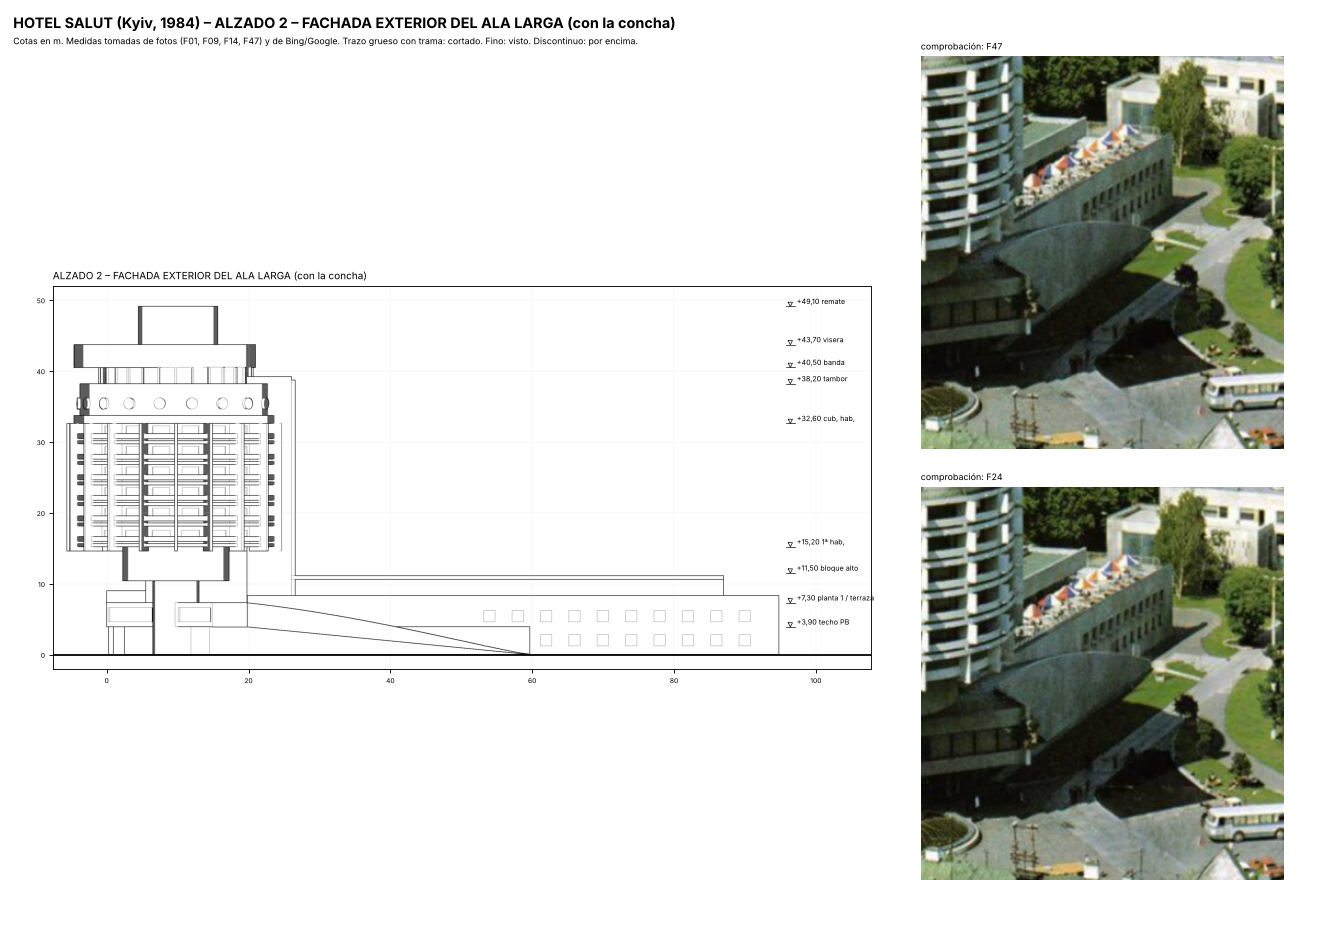 HOTEL SALUT (Kyiv, 1984) – ALZADO 2 – FACHADA EXTERIOR DEL ALA LARGA (con la concha)
Cotas en m. Medidas tomadas de fotos (F01, F09, F14, F47) y de Bing/Google. Trazo grueso con trama: cortado. Fino: visto. Discontinuo: por encima.
comprobación: F47
ALZADO 2 – FACHADA EXTERIOR DEL ALA LARGA (con la concha)
50
+49,10 remate
+43,70 visera
40
+40,50 banda
+38,20 tambor
+32,60 cub, hab,
30
comprobación: F24
20
+15,20 1ª hab,
+11,50 bloque alto
10
+7,30 planta 1 / terraza
+3,90 techo PB
0
0
20
40
60
80
100